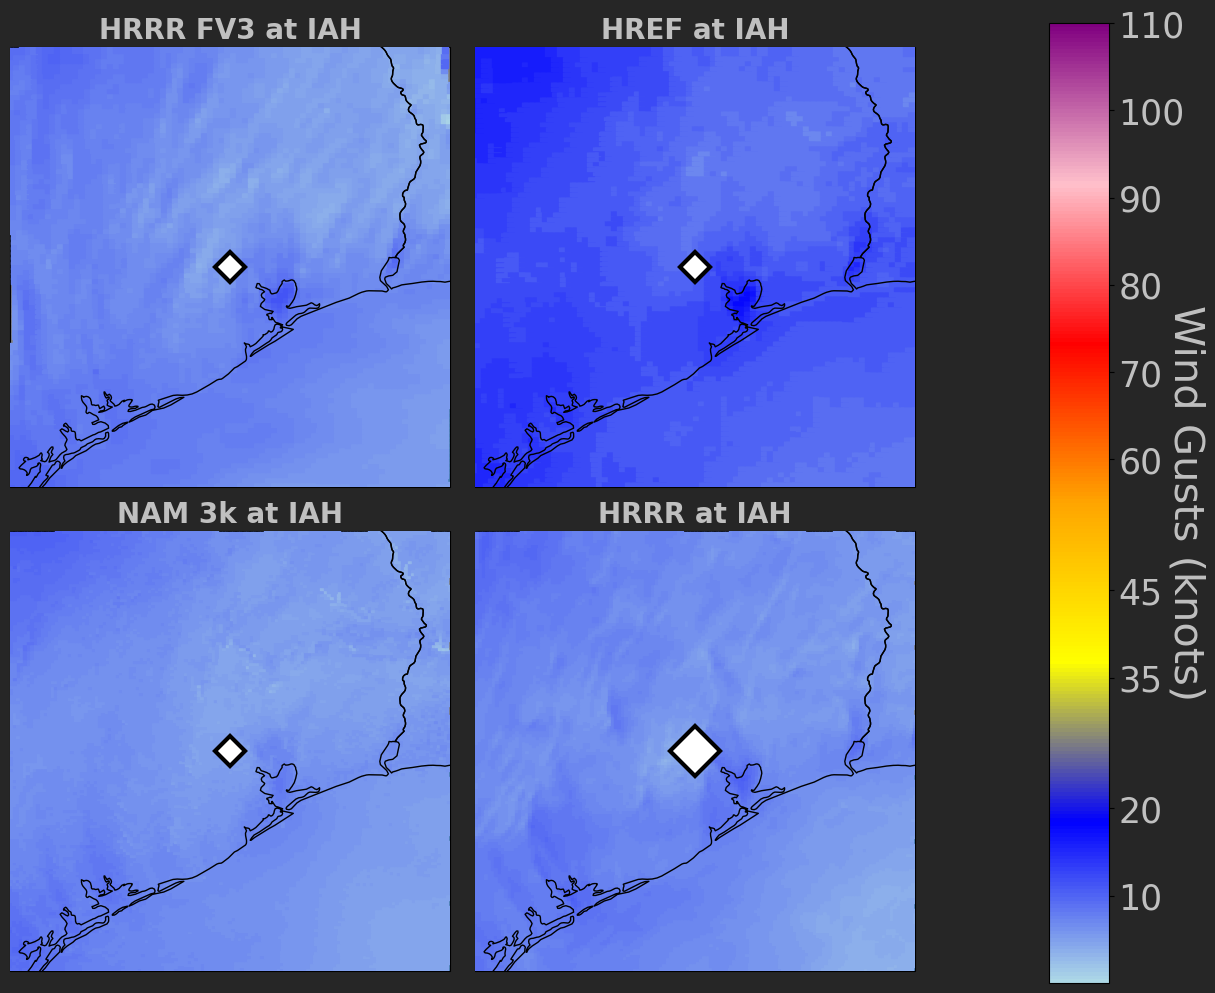 HRRR FV3 at IAH
HREF at IAH
NAM 3k at IAH
HRRR at IAH
110
100
90
80
70
60
45
35
20
10
Wind Gusts (knots)